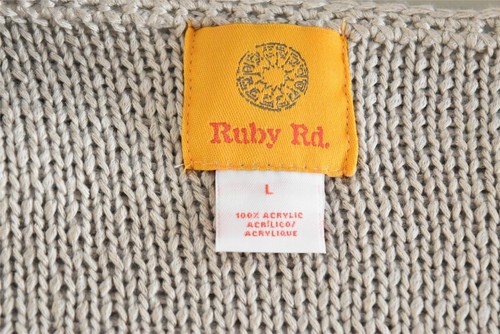 Ruby Rd.
L
100% ACRYLIC
ACRÍLICO/
ACRYLIQUE